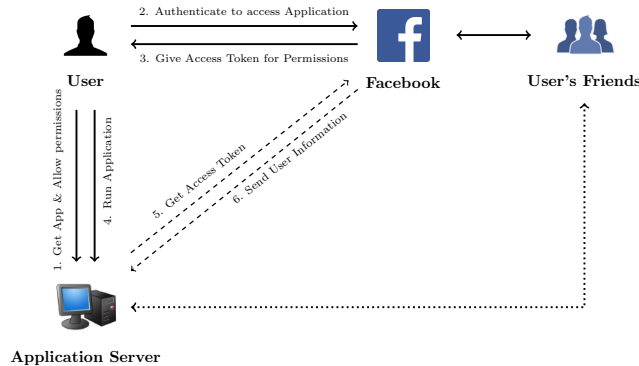 2. Authenticate to access Application
3. Give Access Token for Permissions
User
Facebook
User's Friends
1. Get App & Allow permissions
4. Run Application
5. Get Access Token
6. Send User Information
Application Server